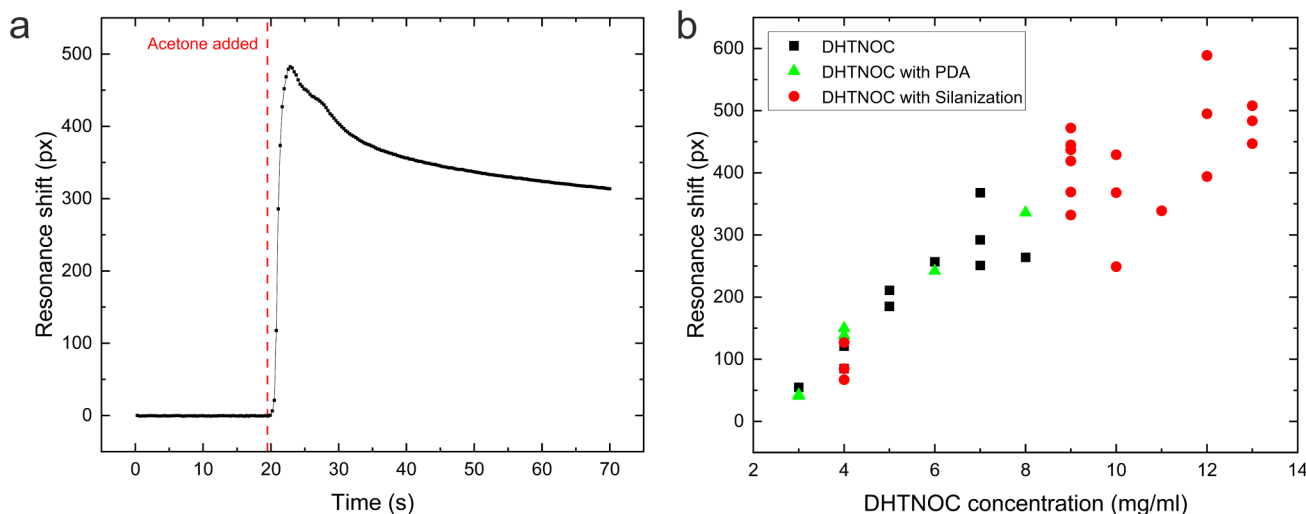 a
Acetone added
500
400
300
200
100
0
Resonance shift (px)
0 10 20 30 40 50 60 70
Time (s)
b
DHTNOC
DHTNOC with PDA
DHTNOC with Silanization
600
500
400
300
200
100
0
Resonance shift (px)
2 4 6 8 10 12 14
DHTNOC concentration (mg/ml)